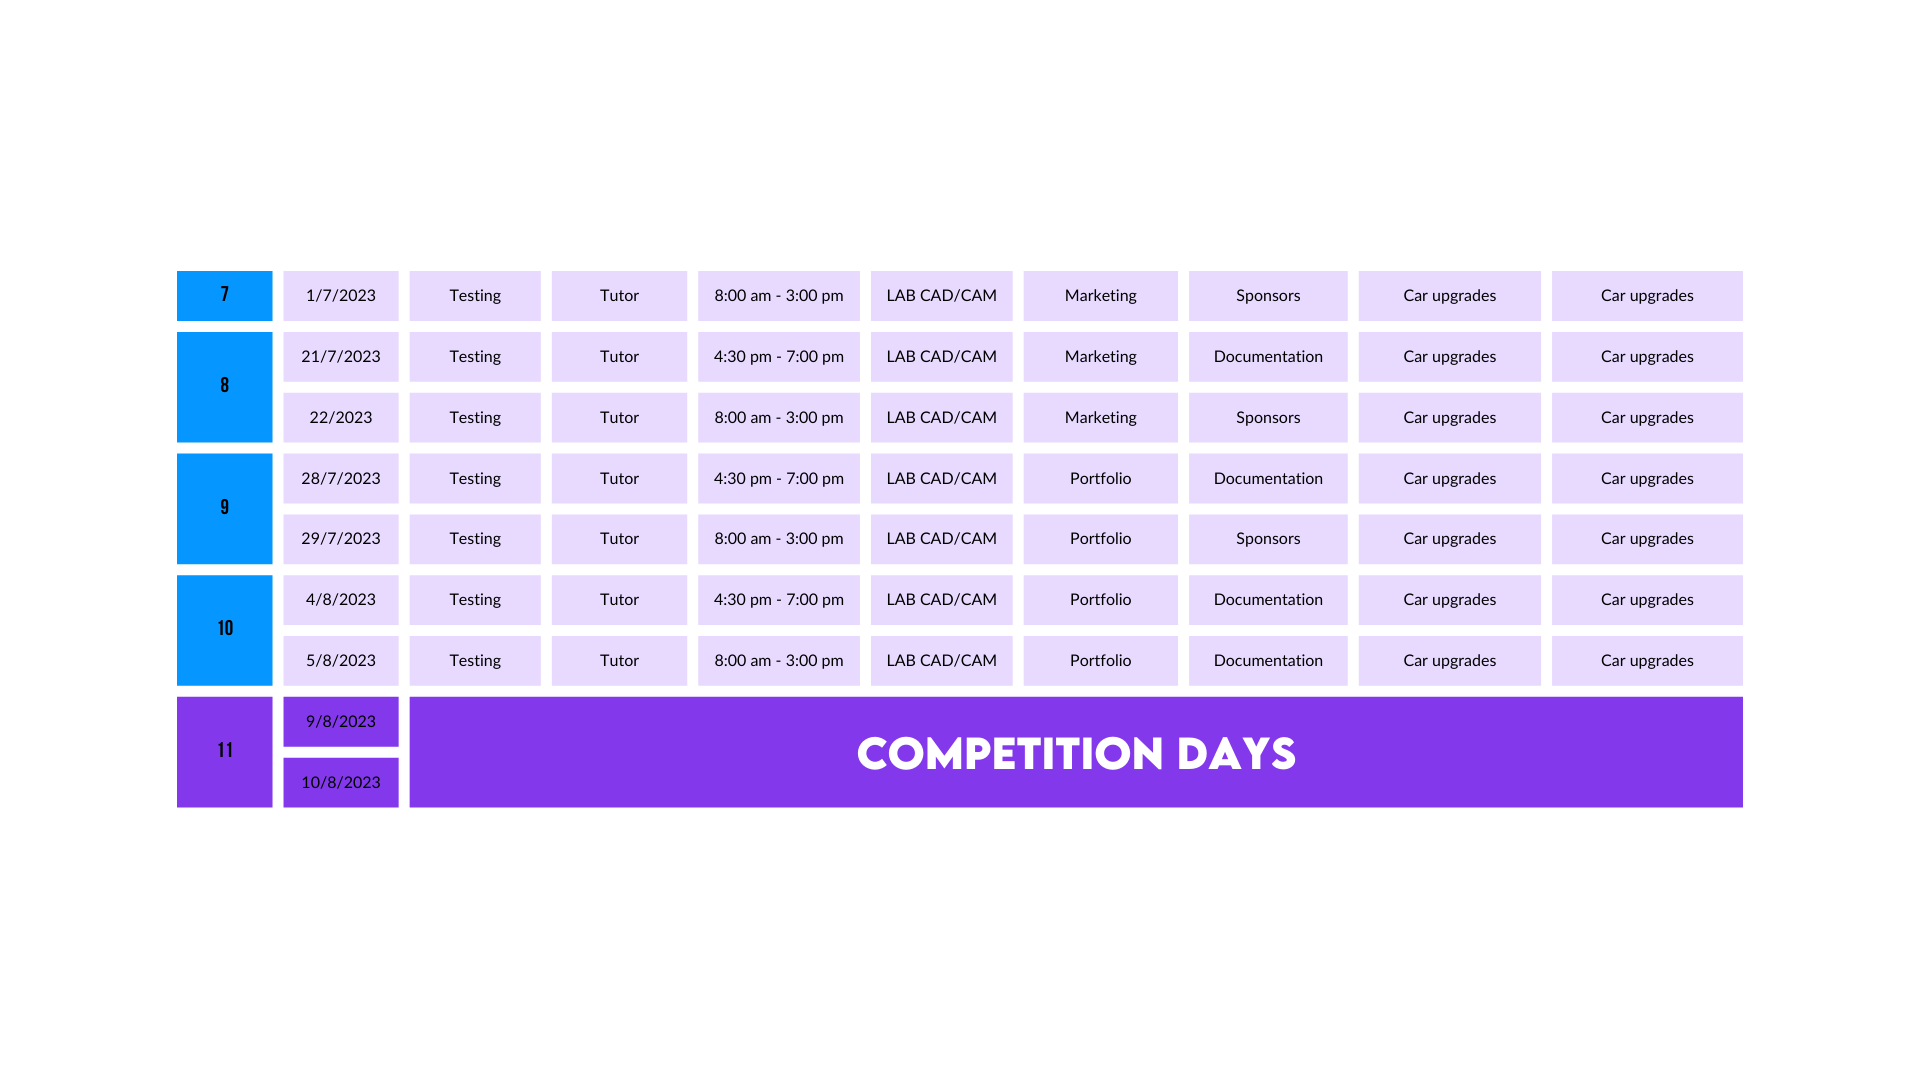 7 1/7/2023 Testing Tutor 8:00 am - 3:00 pm LAB CAD/CAM Marketing Sponsors Car upgrades Car upgrades
8
21/7/2023 Testing Tutor 4:30 pm - 7:00 pm LAB CAD/CAM Marketing Documentation Car upgrades Car upgrades
22/2023 Testing Tutor 8:00 am - 3:00 pm LAB CAD/CAM Marketing Sponsors Car upgrades Car upgrades
9
28/7/2023 Testing Tutor 4:30 pm - 7:00 pm LAB CAD/CAM Portfolio Documentation Car upgrades Car upgrades
29/7/2023 Testing Tutor 8:00 am - 3:00 pm LAB CAD/CAM Portfolio Sponsors Car upgrades Car upgrades
10
4/8/2023 Testing Tutor 4:30 pm - 7:00 pm LAB CAD/CAM Portfolio Documentation Car upgrades Car upgrades
5/8/2023 Testing Tutor 8:00 am - 3:00 pm LAB CAD/CAM Portfolio Documentation Car upgrades Car upgrades
11
9/8/2023
10/8/2023
COMPETITION DAYS